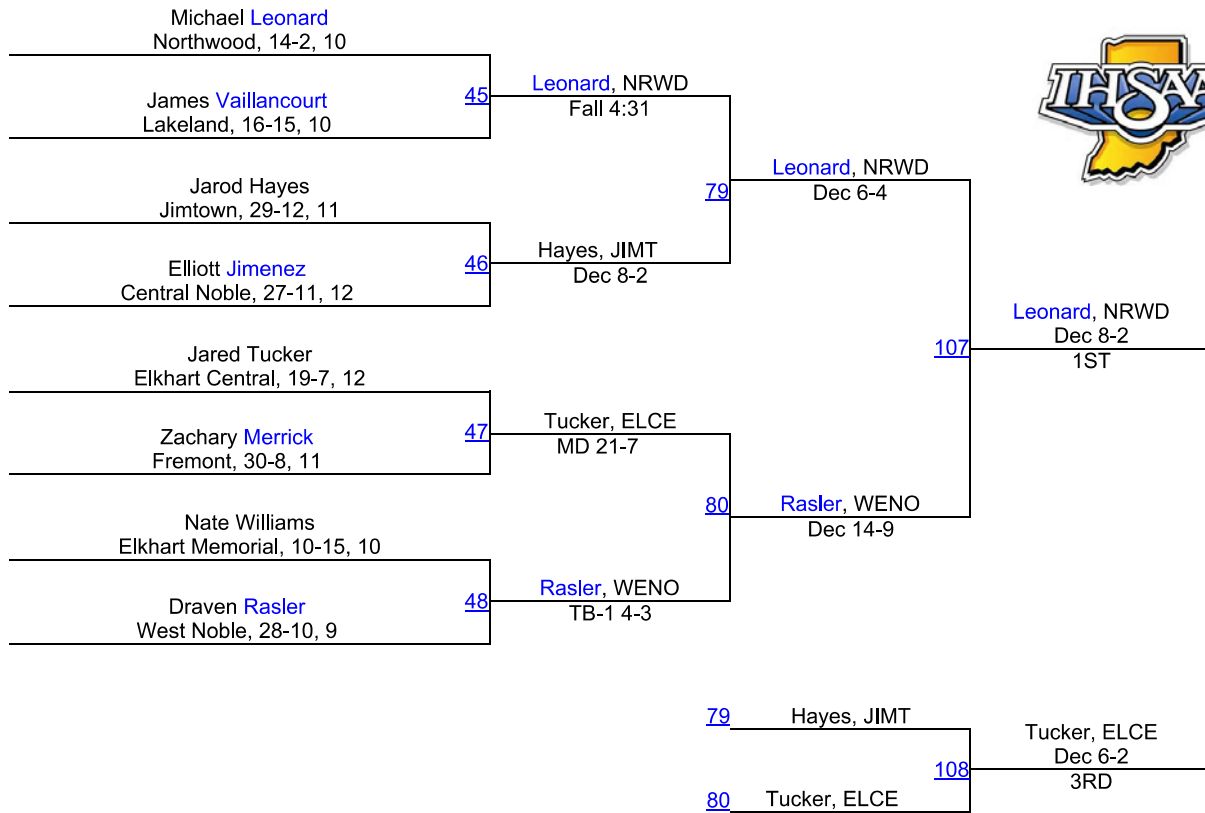 Michael Leonard
Northwood, 14-2, 10
James Vaillancourt
Lakeland, 16-15, 10
45
Leonard, NRWD
Fall 4:31
Jarod Hayes
Jimtown, 29-12, 11
Elliott Jimenez
Central Noble, 27-11, 12
46
Hayes, JIMT
Dec 8-2
79
Leonard, NRWD
Dec 6-4
Jared Tucker
Elkhart Central, 19-7, 12
Zachary Merrick
Fremont, 30-8, 11
47
Tucker, ELCE
MD 21-7
Nate Williams
Elkhart Memorial, 10-15, 10
Draven Rasler
West Noble, 28-10, 9
48
Rasler, WENO
TB-1 4-3
80
Rasler, WENO
Dec 14-9
107
Leonard, NRWD
Dec 8-2
1ST
IHSAA
79
Hayes, JIMT
80
Tucker, ELCE
108
Tucker, ELCE
Dec 6-2
3RD